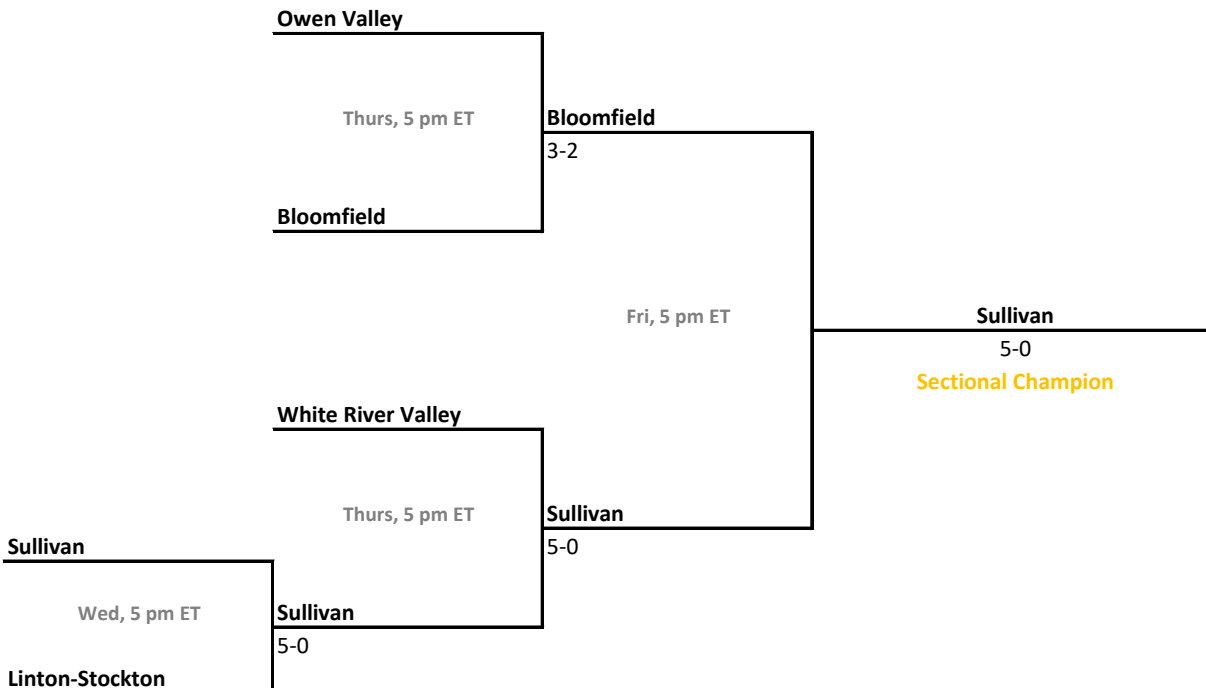 Owen Valley
Thurs, 5 pm ET
Bloomfield
3-2
Bloomfield
Fri, 5 pm ET
Sullivan
5-0
Sectional Champion
White River Valley
Thurs, 5 pm ET
Sullivan
5-0
Sullivan
Wed, 5 pm ET
Sullivan
5-0
Linton-Stockton